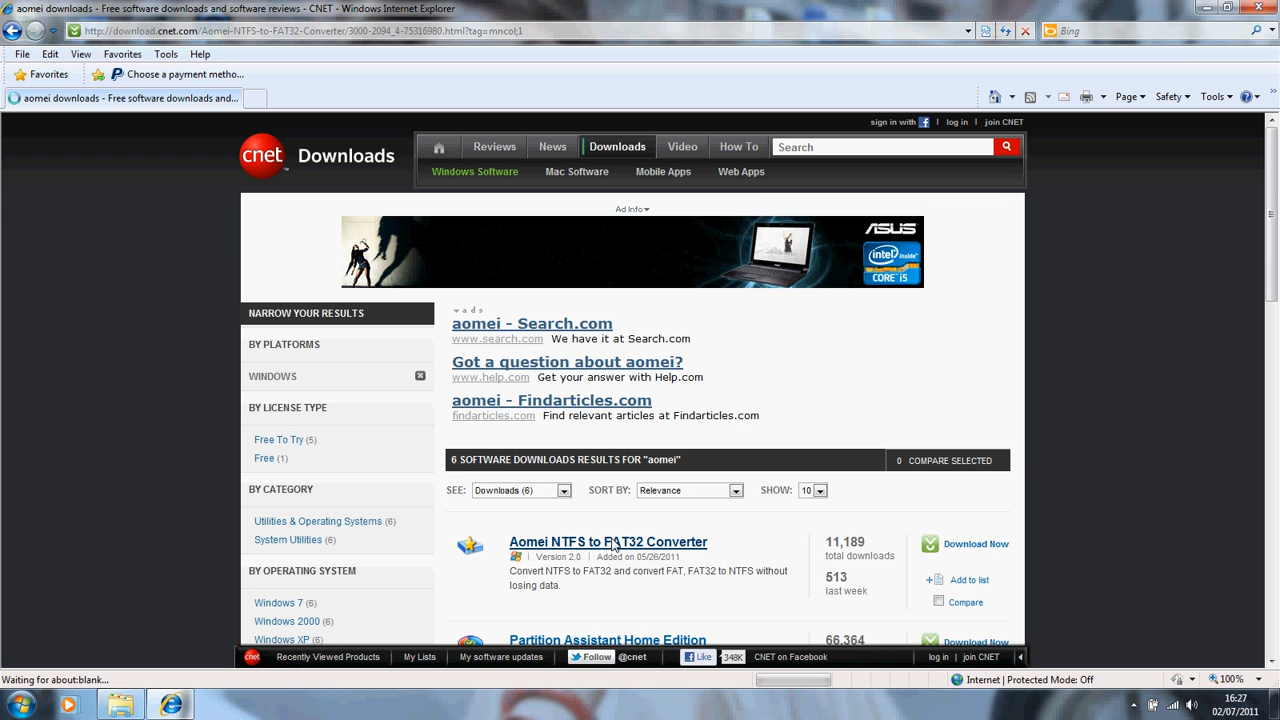 aomei downloads - Free software downloads and software reviews - CNET - Windows Internet Explorer
http://download.cnet.com/Aomei-NTFS-to-FAT32-Converter/3000-2094_4-75316980.html?tag=mncol;1
Bing
File Edit View Favorites Tools Help
Favorites Choose a payment metho...
aomei downloads - Free software downloads and...
Page Safety Tools
sign in with | log in | join CNET
cnet Downloads
Reviews News Downloads Video How To Search
Windows Software Mac Software Mobile Apps Web Apps
Ad Info
ASUS
intel inside
CORE i5
NARROW YOUR RESULTS
BY PLATFORMS
WINDOWS
BY LICENSE TYPE
Free To Try (5)
Free (1)
BY CATEGORY
Utilities & Operating Systems (6)
System Utilities (6)
BY OPERATING SYSTEM
Windows 7 (6)
Windows 2000 (6)
Windows XP (6)
ads
aomei - Search.com
www.search.com We have it at Search.com
Got a question about aomei?
www.help.com Get your answer with Help.com
aomei - Findarticles.com
findarticles.com Find relevant articles at Findarticles.com
6 SOFTWARE DOWNLOADS RESULTS FOR "aomei" 0 COMPARE SELECTED
SEE: Downloads (6) SORT BY: Relevance SHOW: 10
Aomei NTFS to FAT32 Converter
Version 2.0 | Added on 05/26/2011
Convert NTFS to FAT32 and convert FAT, FAT32 to NTFS without
losing data.
11,189
total downloads
513
last week
Download Now
Add to list
Compare
Partition Assistant Home Edition 66,364 Download Now
cnet Recently Viewed Products My Lists My software updates Follow @cnet Like 348K CNET on Facebook log in | join CNET
Waiting for about:blank... Internet | Protected Mode: Off 100%
16:27
02/07/2011